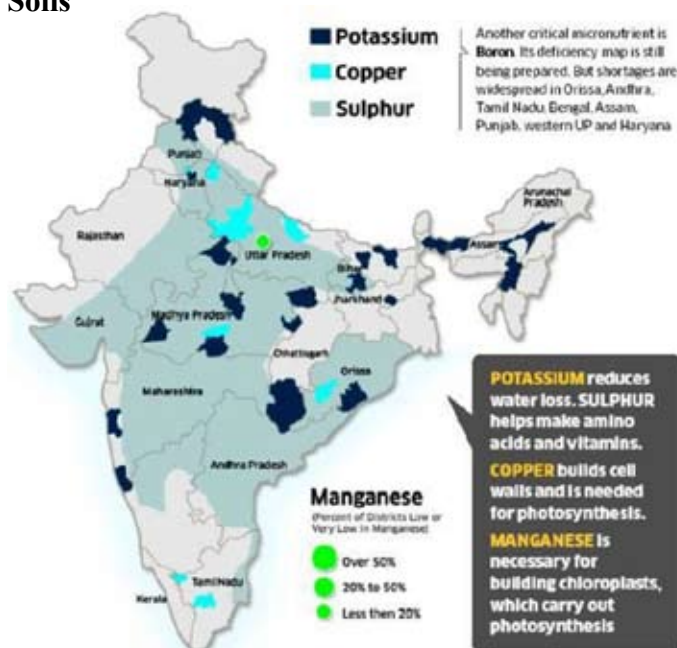 Soils
Potassium
Copper
Sulphur
Another critical micronutrient is
Boron. Its deficiency map is still
being prepared. But shortages are
widespread in Orissa, Andhra,
Tamil Nadu, Bengal, Assam,
Punjab, western UP and Haryana
Punjab
Haryana
Rajasthan
Uttar Pradesh
Arunachal
Pradesh
Assam
Bihar
Jharkhand
Gujrat
Madhya Pradesh
Chhattisgarh
Orissa
Maharashtra
Andhra Pradesh
Kerala
Tamil Nadu
Manganese
(Percent of Districts Low or
Very Low in Manganese)
Over 50%
20% to 50%
Less then 20%
POTASSIUM reduces
water loss. SULPHUR
helps make amino
acids and vitamins.
COPPER builds cell
walls and is needed
for photosynthesis.
MANGANESE is
necessary for
building chloroplasts,
which carry out
photosynthesis